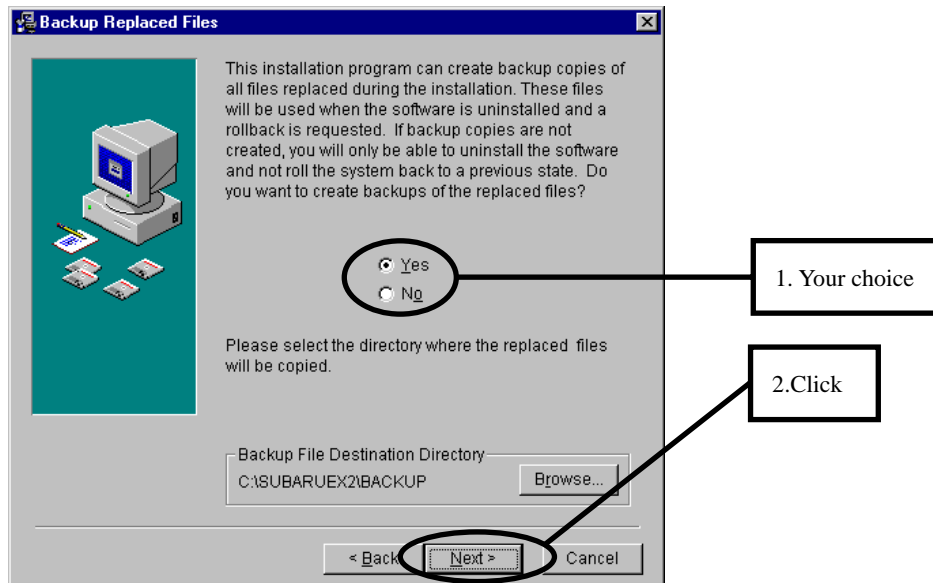 Backup Replaced Files
This installation program can create backup copies of
all files replaced during the installation. These files
will be used when the software is uninstalled and a
rollback is requested. If backup copies are not
created, you will only be able to uninstall the software
and not roll the system back to a previous state. Do
you want to create backups of the replaced files?
Yes
No
1. Your choice
Please select the directory where the replaced files
will be copied.
2.Click
Backup File Destination Directory
C:\SUBARUEX2\BACKUP
Browse...
< Back
Next >
Cancel